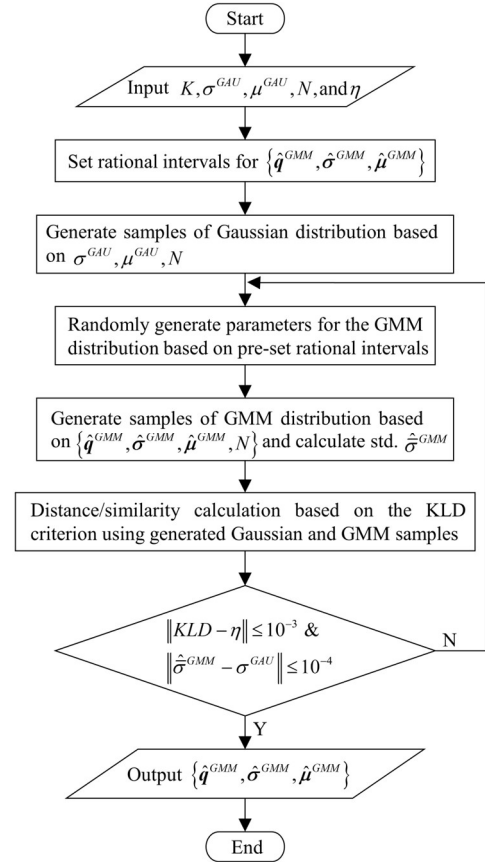 Start
Input K, σ^GAU, μ^GAU, N, and η
Set rational intervals for {q̂^GMM, σ̂^GMM, μ̂^GMM}
Generate samples of Gaussian distribution based
on σ^GAU, μ^GAU, N
Randomly generate parameters for the GMM
distribution based on pre-set rational intervals
Generate samples of GMM distribution based
on {q̂^GMM, σ̂^GMM, μ̂^GMM, N} and calculate std. σ̄̂^GMM
Distance/similarity calculation based on the KLD
criterion using generated Gaussian and GMM samples
‖KLD − η‖ ≤ 10^−3 &
‖σ̄̂^GMM − σ^GAU‖ ≤ 10^−4
N
Y
Output {q̂^GMM, σ̂^GMM, μ̂^GMM}
End